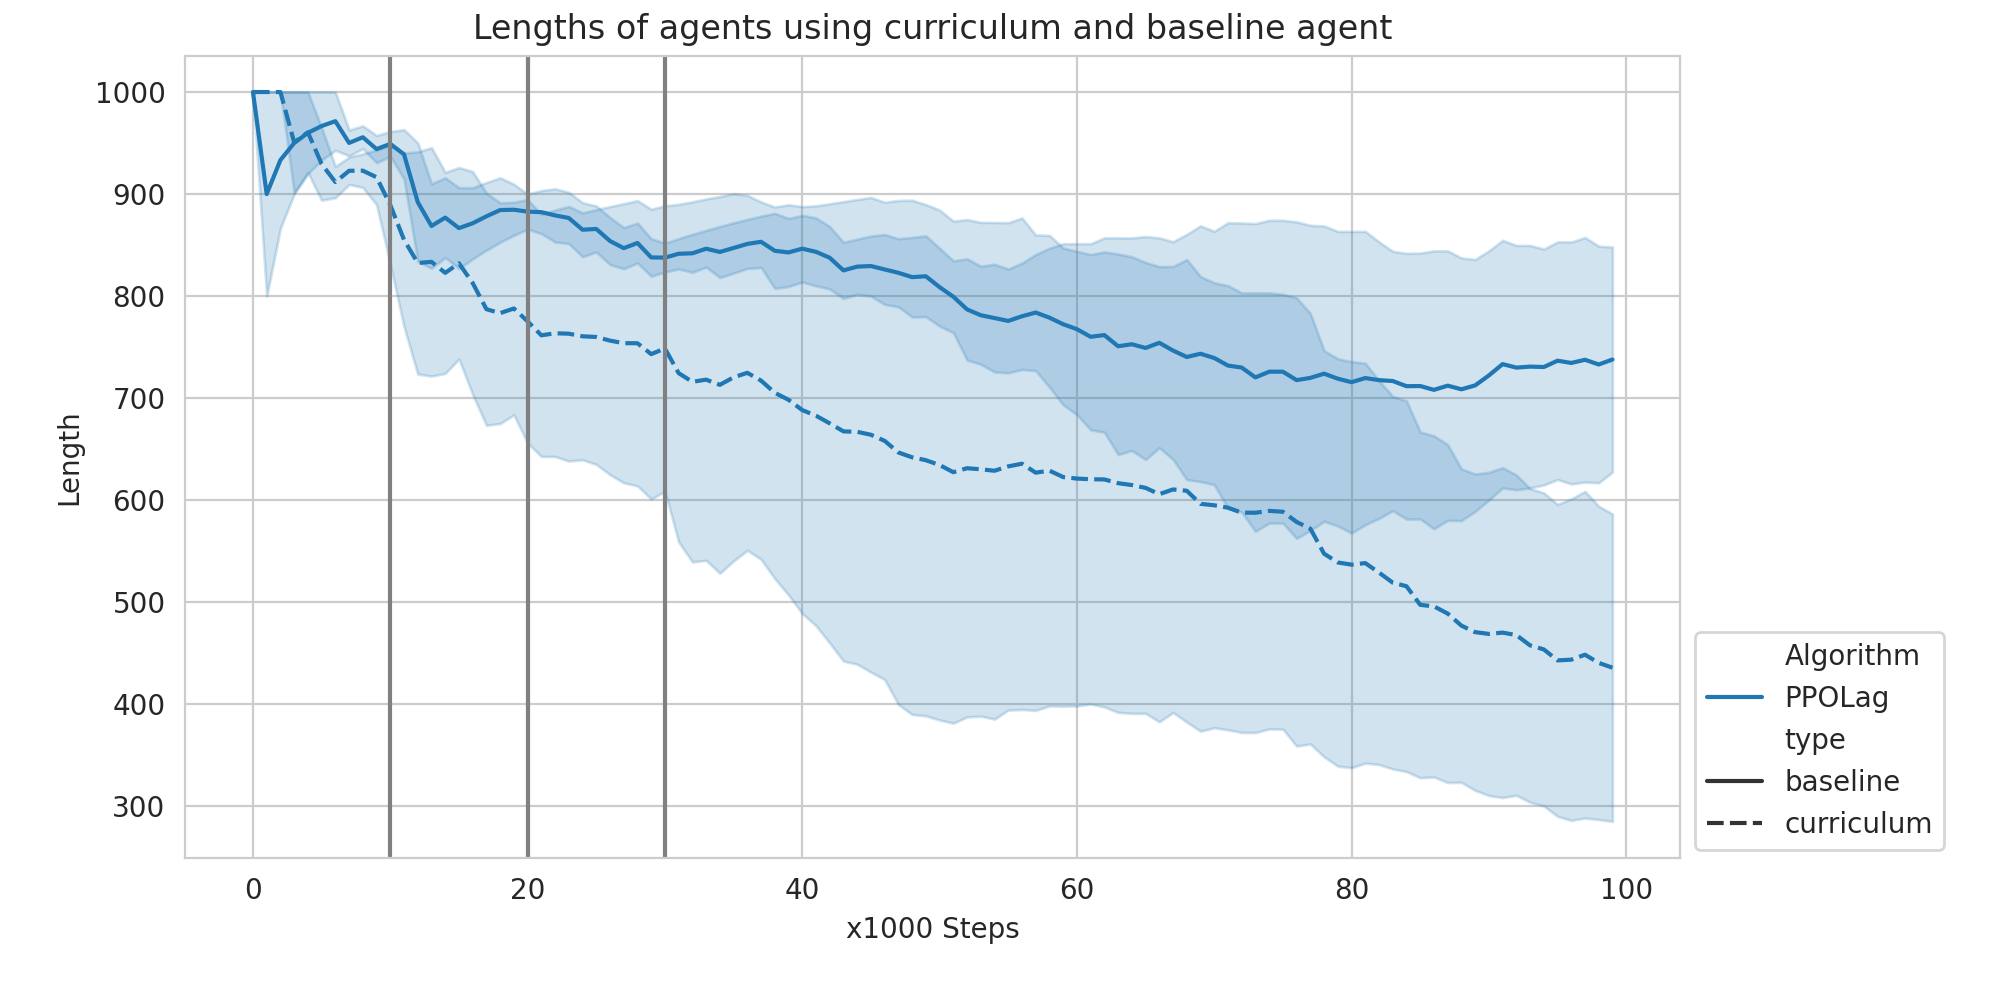 Lengths of agents using curriculum and baseline agent
1000
900
800
700
600
500
400
300
Length
0 20 40 60 80 100
x1000 Steps
Algorithm
PPOLag
type
baseline
curriculum